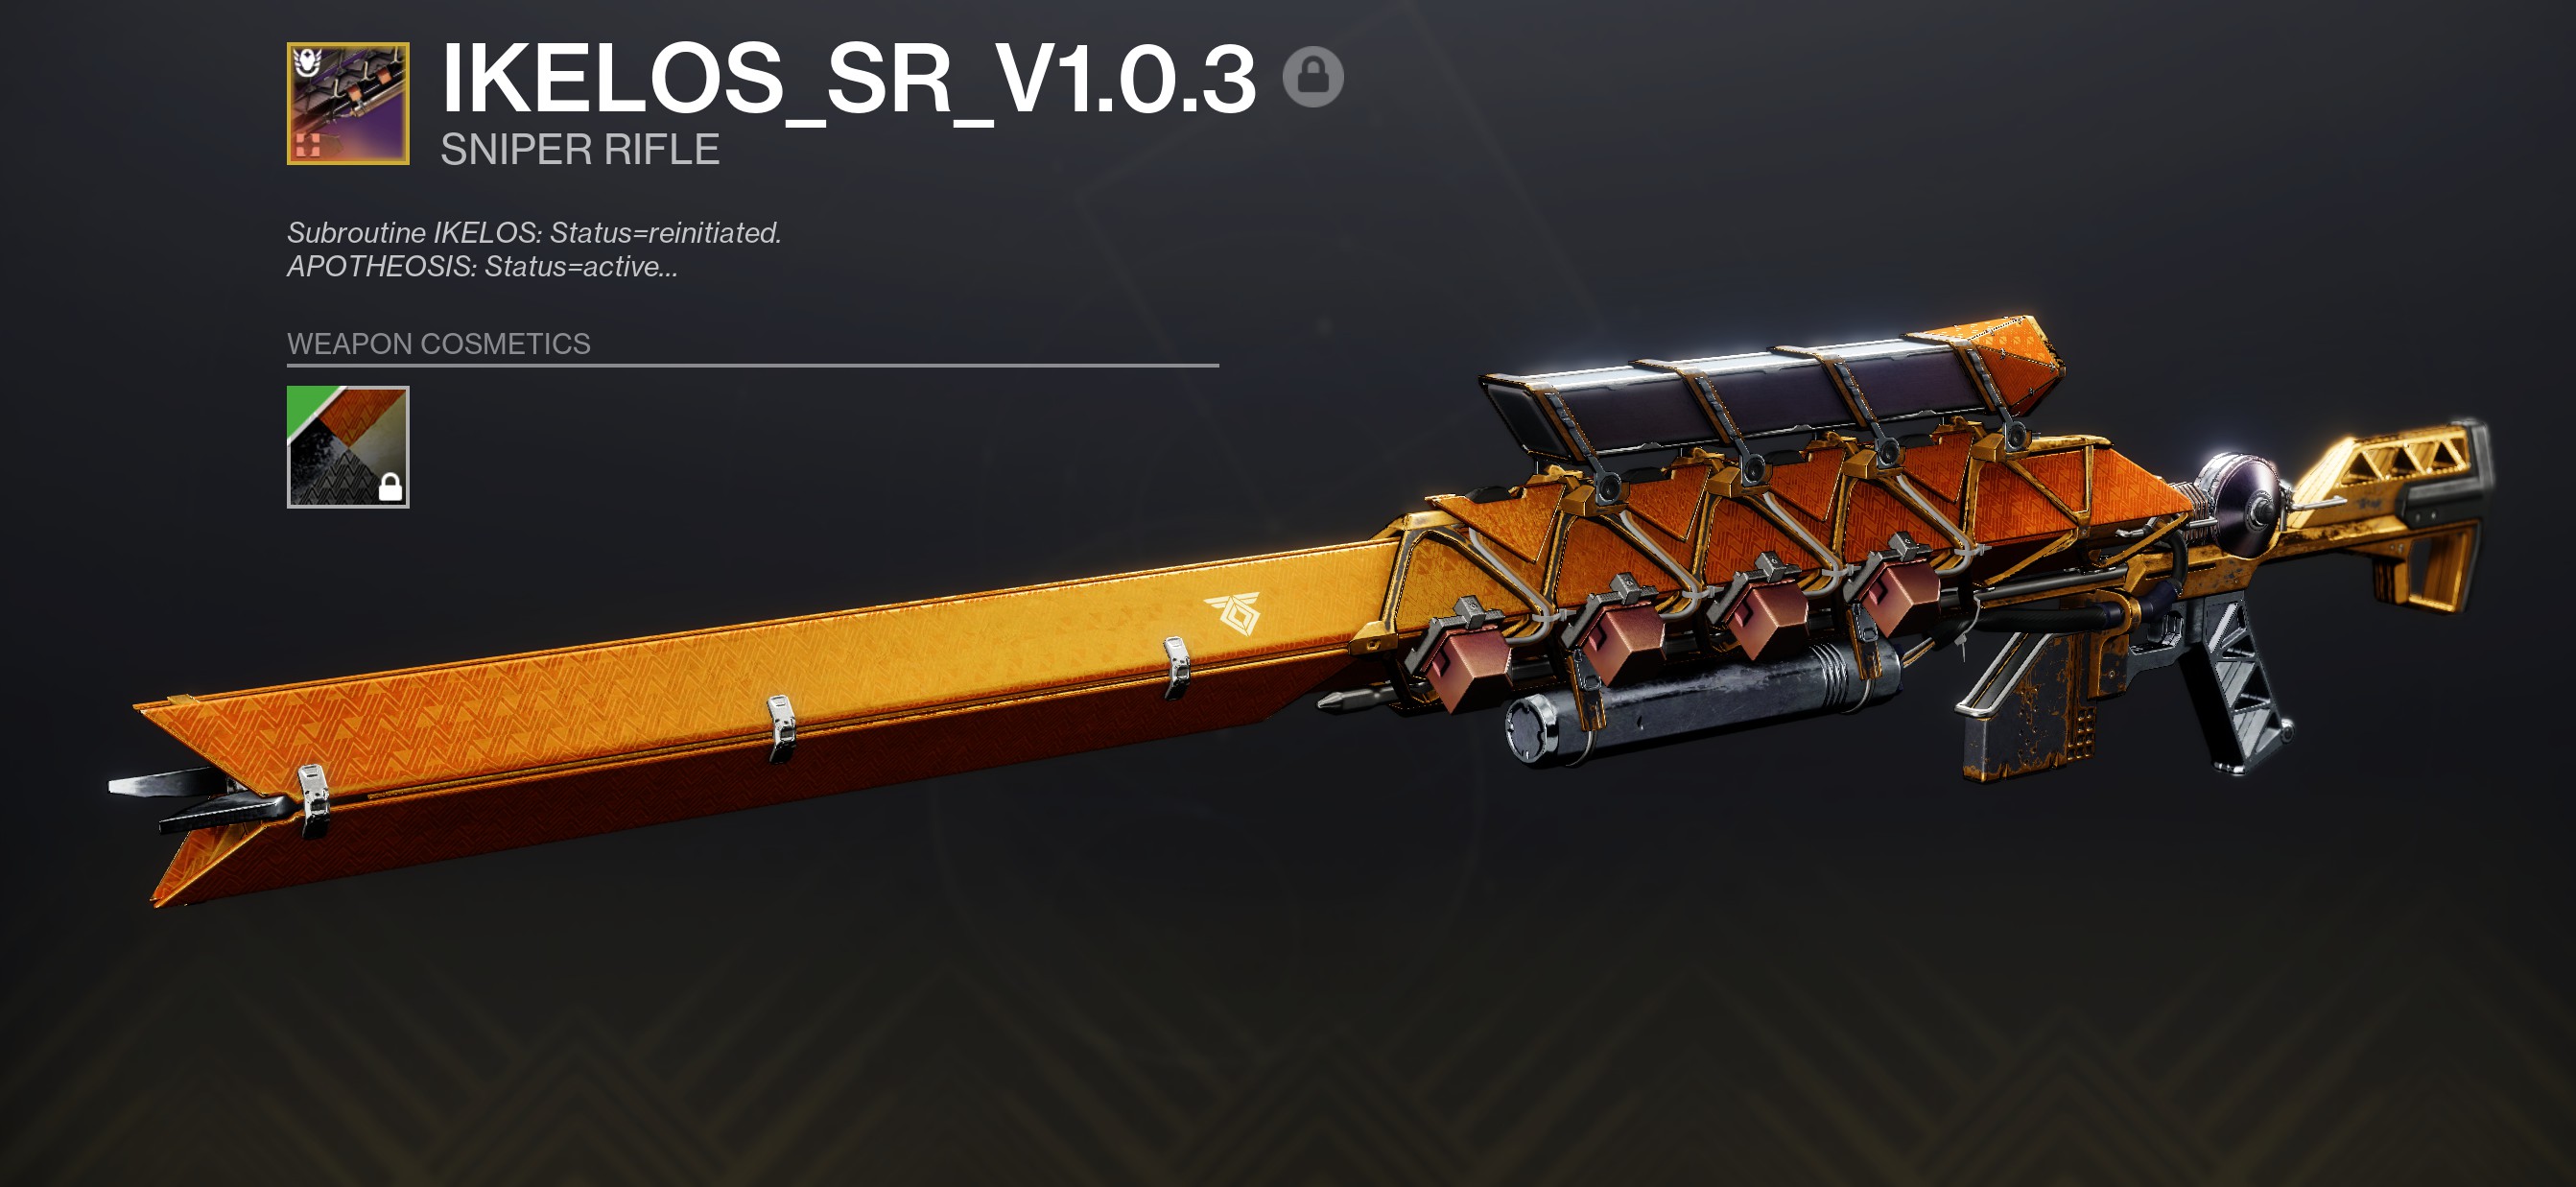 IKELOS_SR_V1.0.3
SNIPER RIFLE
Subroutine IKELOS: Status=reinitiated.
APOTHEOSIS: Status=active...
WEAPON COSMETICS